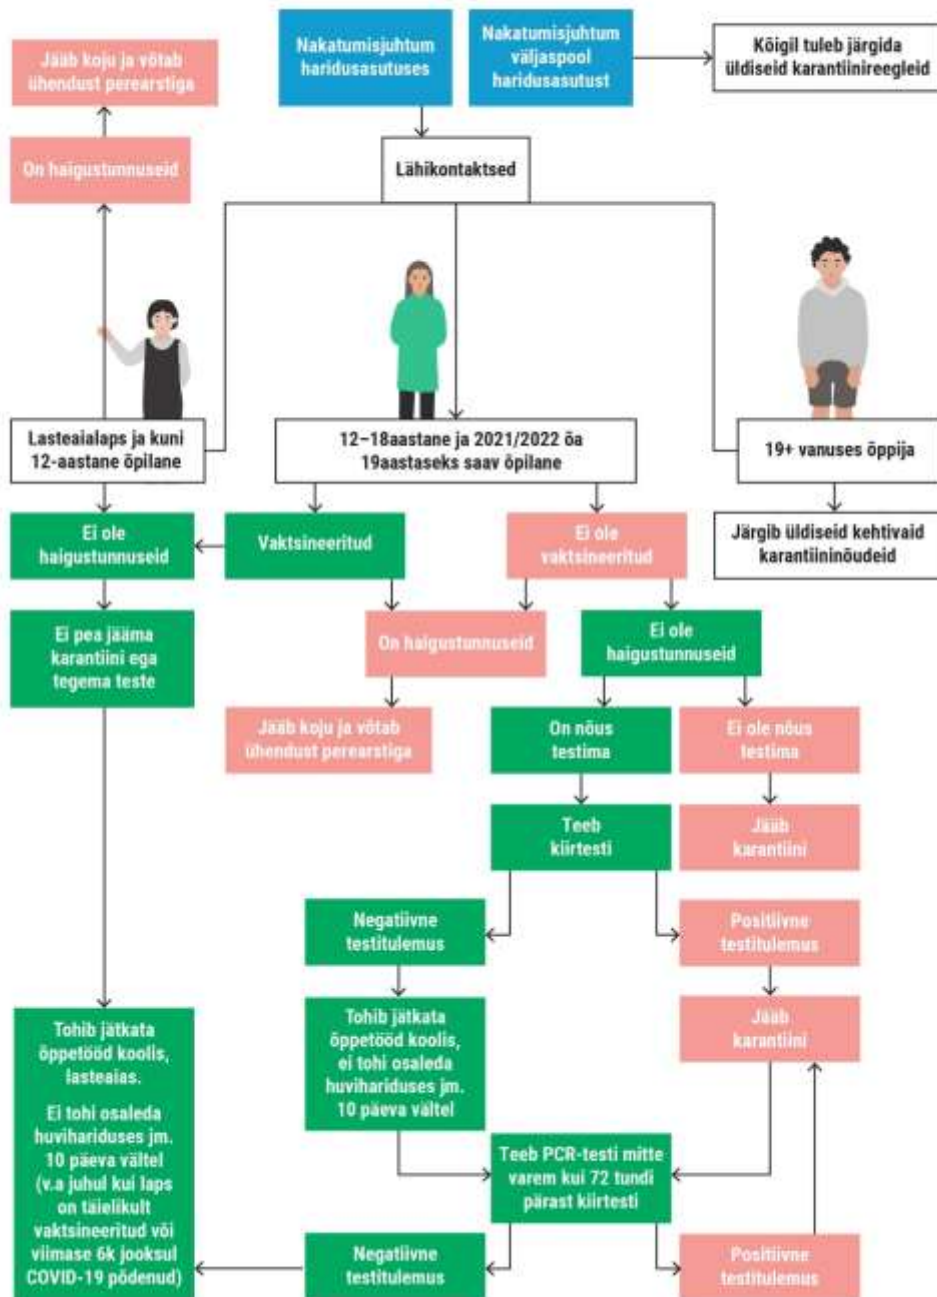 Jääb koju ja võtab
ühendust perearstiga
Nakatumisjuhtum
haridusasutuses
Nakatumisjuhtum
väljaspool
haridusasutust
Kõigil tuleb järgida
üldiseid karantiinireegleid
On haigustunnuseid
Lähikontaktsed
Lasteaialaps ja kuni
12-aastane õpilane
12–18aastane ja 2021/2022 õa
19aastaseks saav õpilane
19+ vanuses õppija
Ei ole
haigustunnuseid
Vaktsineeritud
Ei ole
vaktsineeritud
Järgib üldiseid kehtivaid
karantiininõudeid
Ei pea jääma
karantiini ega
tegema teste
On haigustunnuseid
Ei ole
haigustunnuseid
Jääb koju ja võtab
ühendust perearstiga
On nõus
testima
Ei ole nõus
testima
Teeb
kiirtesti
Jääb
karantiini
Negatiivne
testitulemus
Positiivne
testitulemus
Tohib jätkata
õppetööd koolis,
lasteaias.
Ei tohi osaleda
huvihariduses jm.
10 päeva vältel
(v.a juhul kui laps
on täielikult
vaktsineeritud või
viimase 6k jooksul
COVID-19 põdenud)
Tohib jätkata
õppetööd koolis,
ei tohi osaleda
huvihariduses jm.
10 päeva vältel
Jääb
karantiini
Teeb PCR-testi mitte
varem kui 72 tundi
pärast kiirtesti
Negatiivne
testitulemus
Positiivne
testitulemus